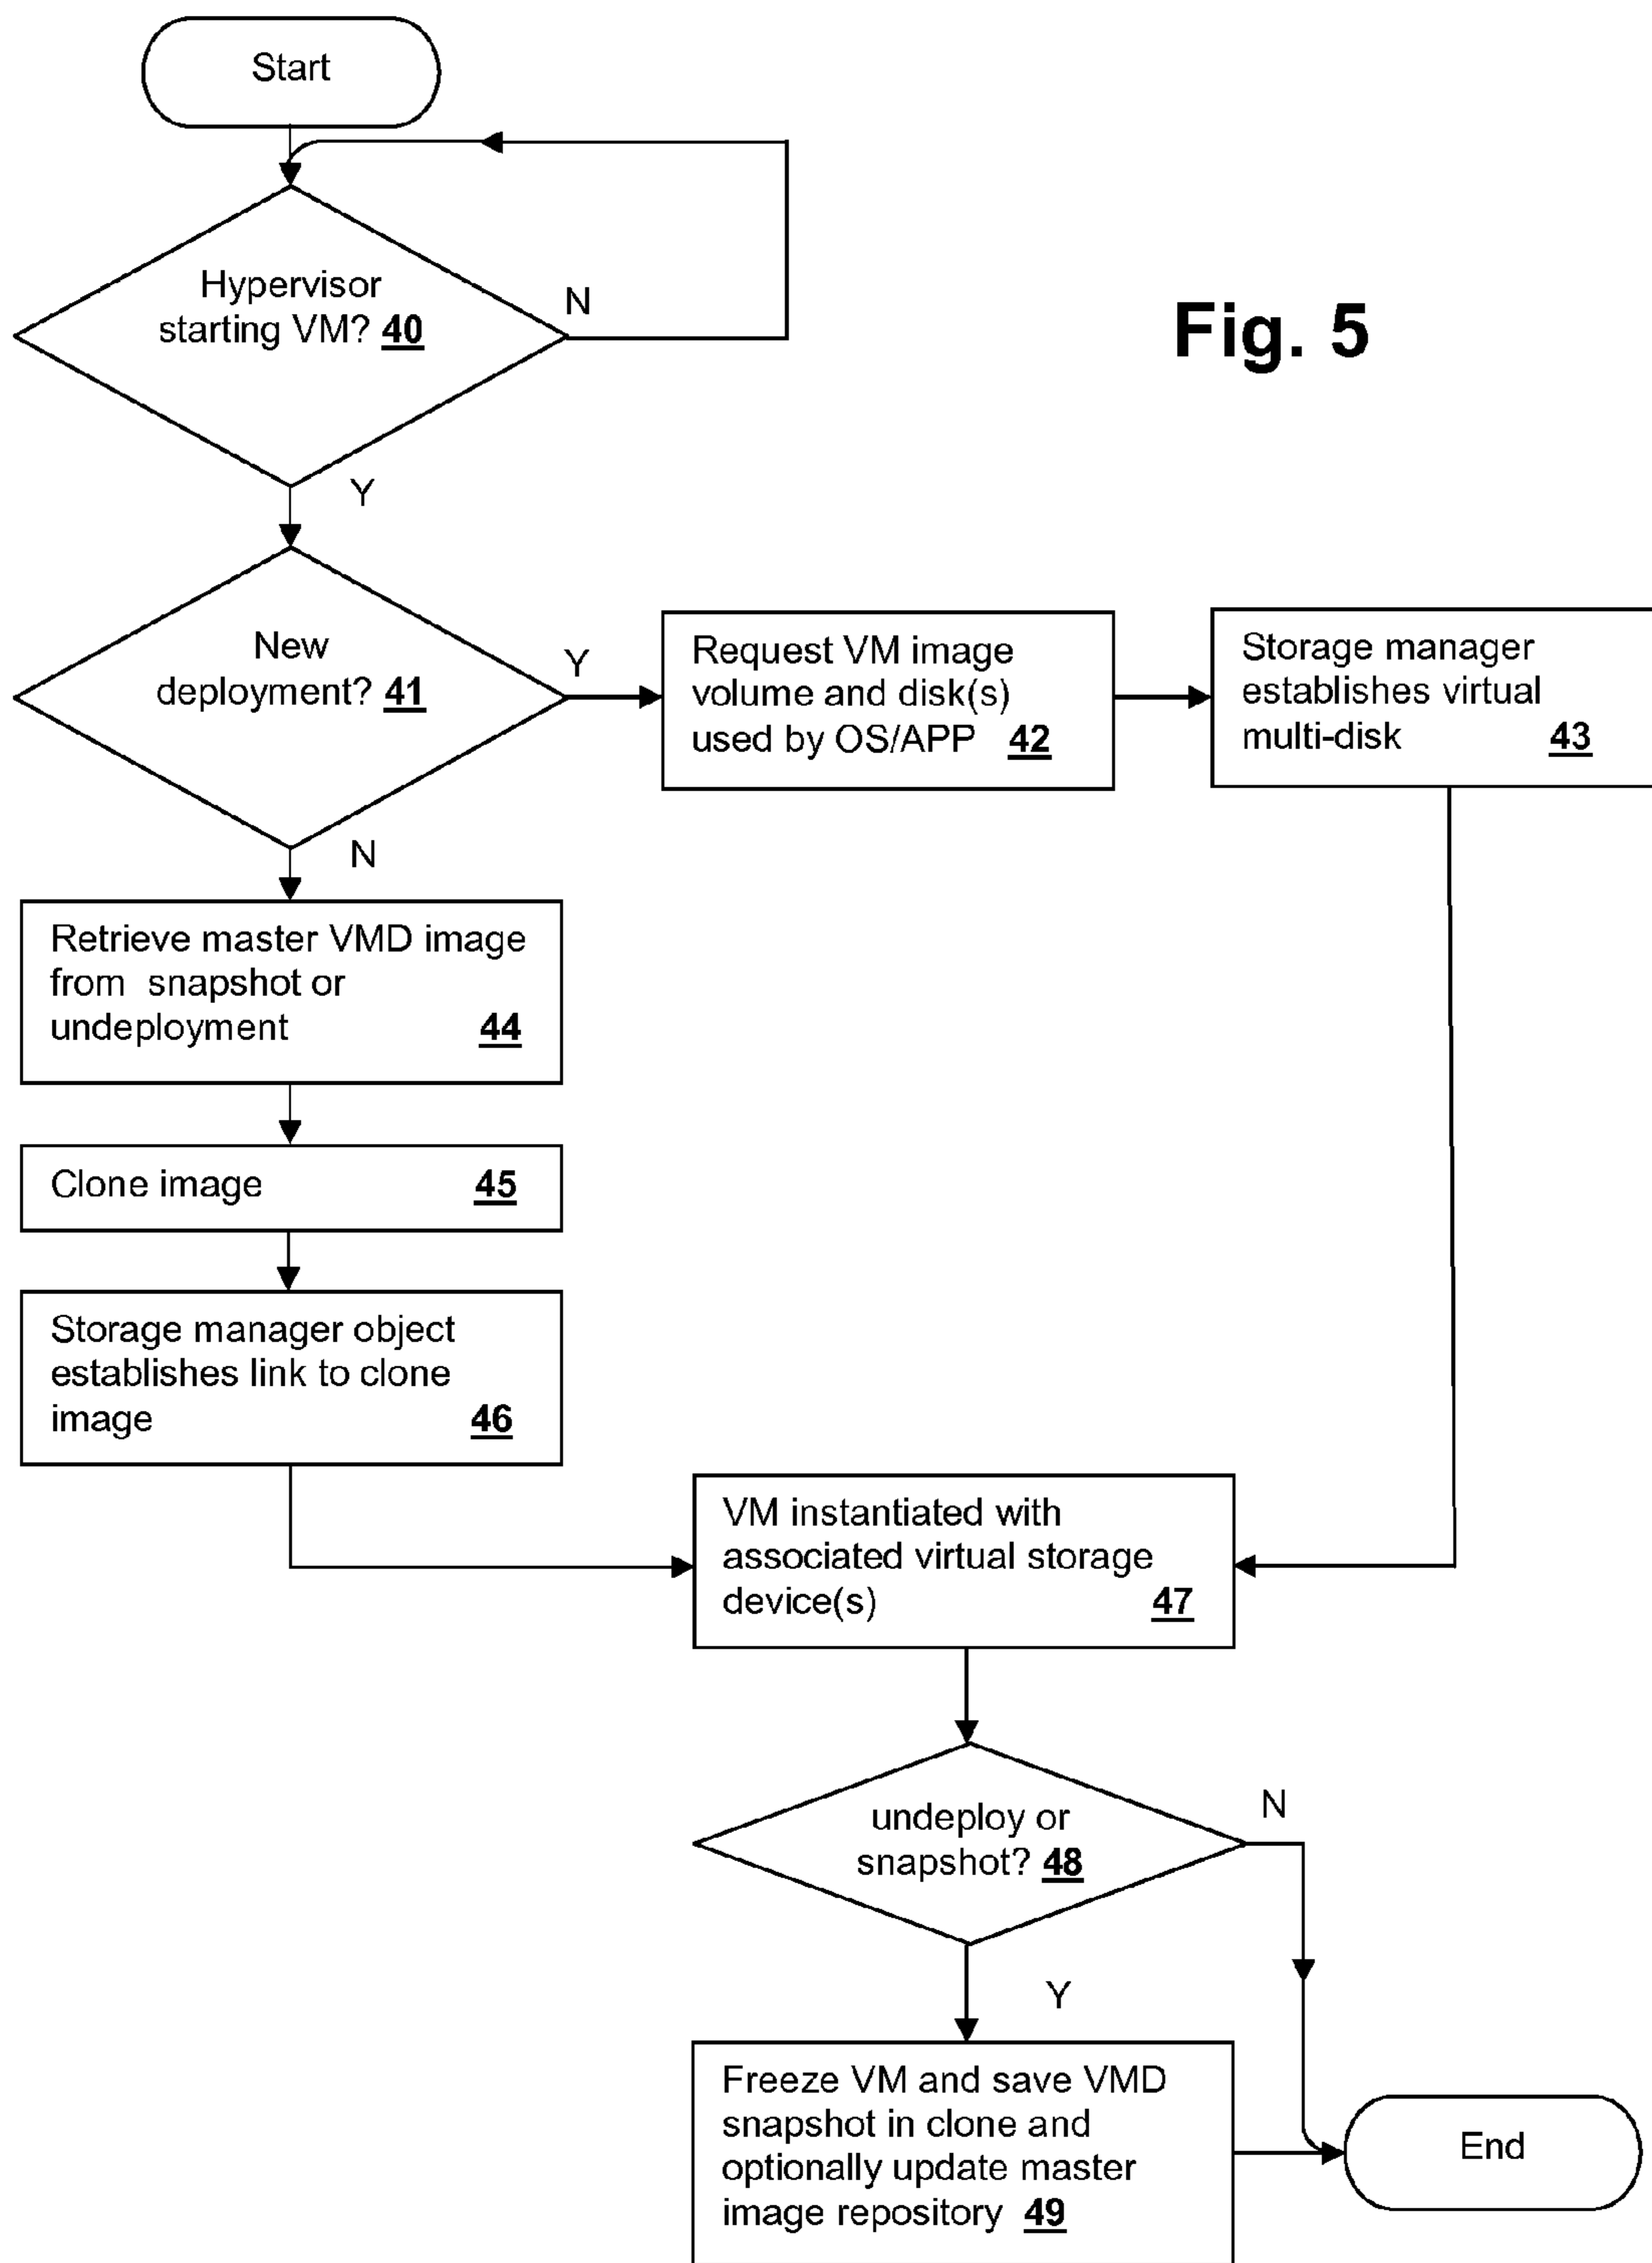 Start
Hypervisor
starting VM? 40
N
Fig. 5
Y
New
deployment? 41
Y
Request VM image
volume and disk(s)
used by OS/APP 42
Storage manager
establishes virtual
multi-disk 43
N
Retrieve master VMD image
from snapshot or
undeployment 44
Clone image 45
Storage manager object
establishes link to clone
image 46
VM instantiated with
associated virtual storage
device(s) 47
undeploy or
snapshot? 48
N
Y
Freeze VM and save VMD
snapshot in clone and
optionally update master
image repository 49
End